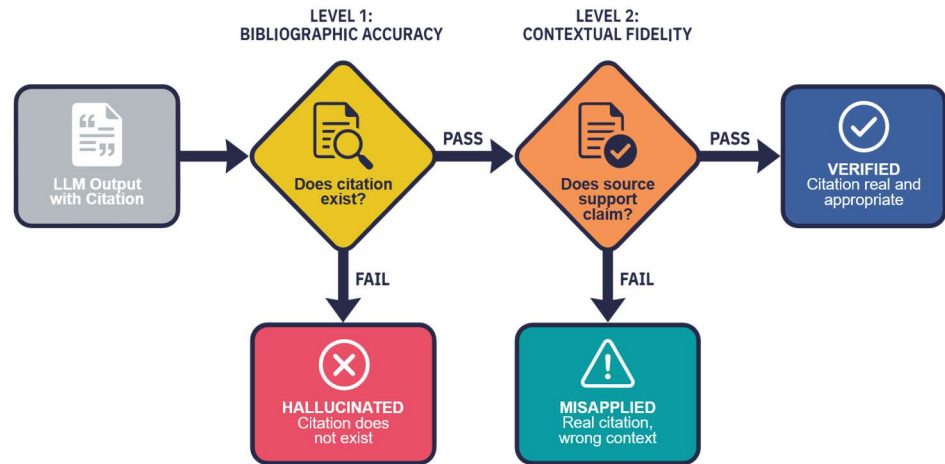 LEVEL 1:
BIBLIOGRAPHIC ACCURACY
LEVEL 2:
CONTEXTUAL FIDELITY
LLM Output
with Citation
Does citation
exist?
PASS
Does source
support
claim?
PASS
VERIFIED
Citation real and
appropriate
FAIL
FAIL
HALLUCINATED
Citation does
not exist
MISAPPLIED
Real citation,
wrong context